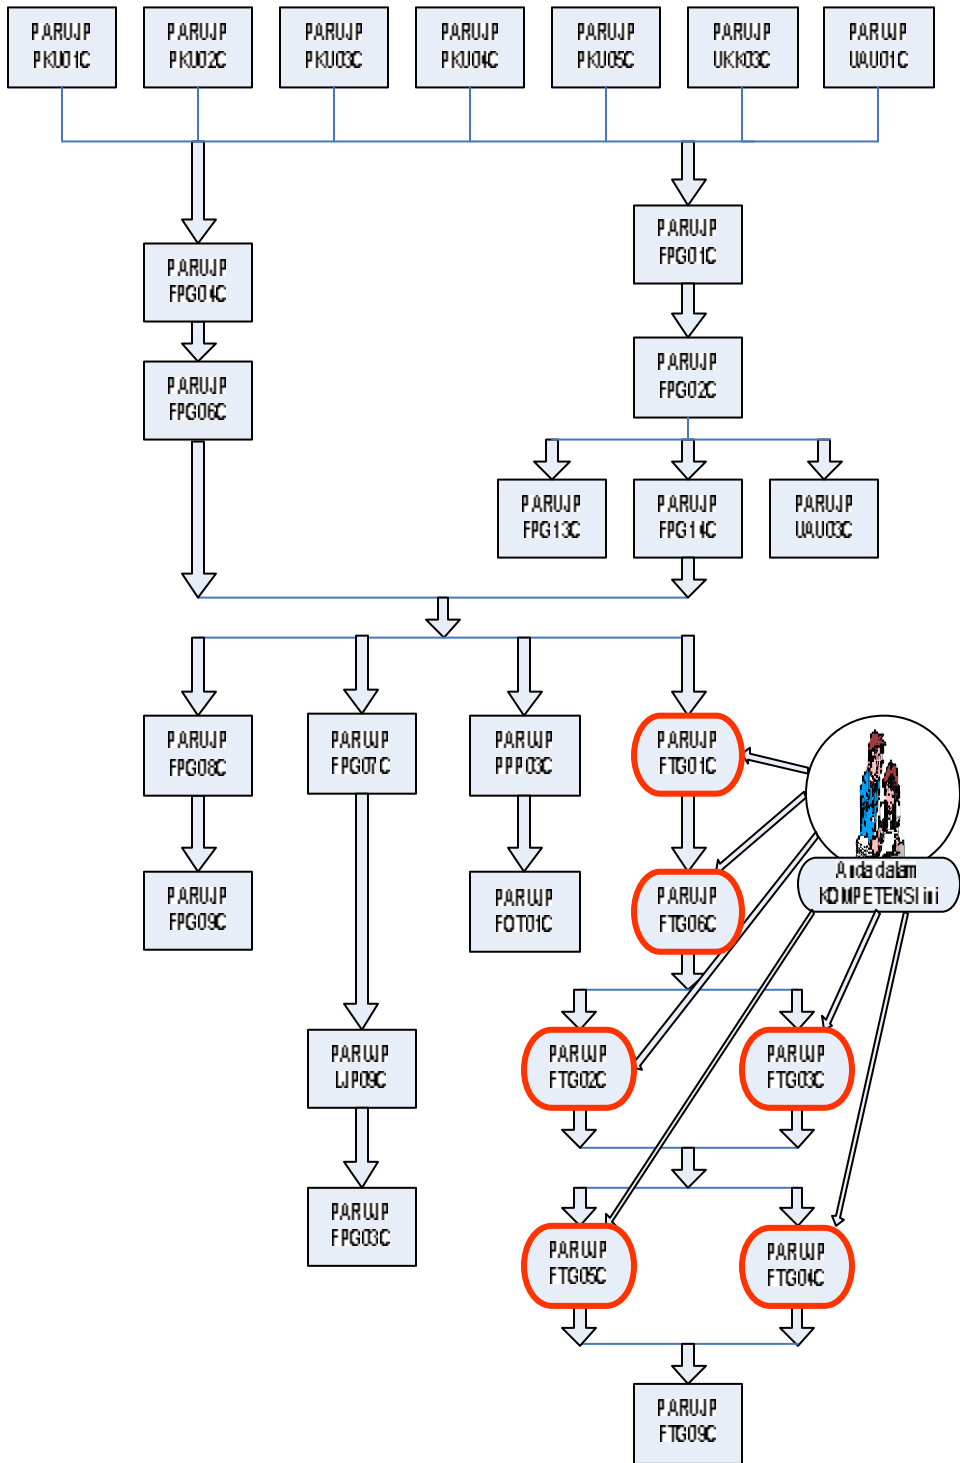 PARUJP
PKU01C
PARUJP
PKU02C
PARUJP
PKU03C
PARUJP
PKU04C
PARUJP
PKU05C
PARUJP
UKK03C
PARUJP
UAU01C
PARUJP
FPG04C
PARUJP
FPG01C
PARUJP
FPG06C
PARUJP
FPG02C
PARUJP
FPG13C
PARUJP
FPG14C
PARUJP
UAU03C
PARUJP
FPG08C
PARUJP
FPG07C
PARUJP
PPP03C
PARUJP
FTG01C
Anda dalam
KOMPETENSI ini
PARUJP
FPG09C
PARUJP
FOT01C
PARUJP
FTG06C
PARUJP
LJP09C
PARUJP
FTG02C
PARUJP
FTG03C
PARUJP
FPG03C
PARUJP
FTG05C
PARUJP
FTG04C
PARUJP
FTG09C